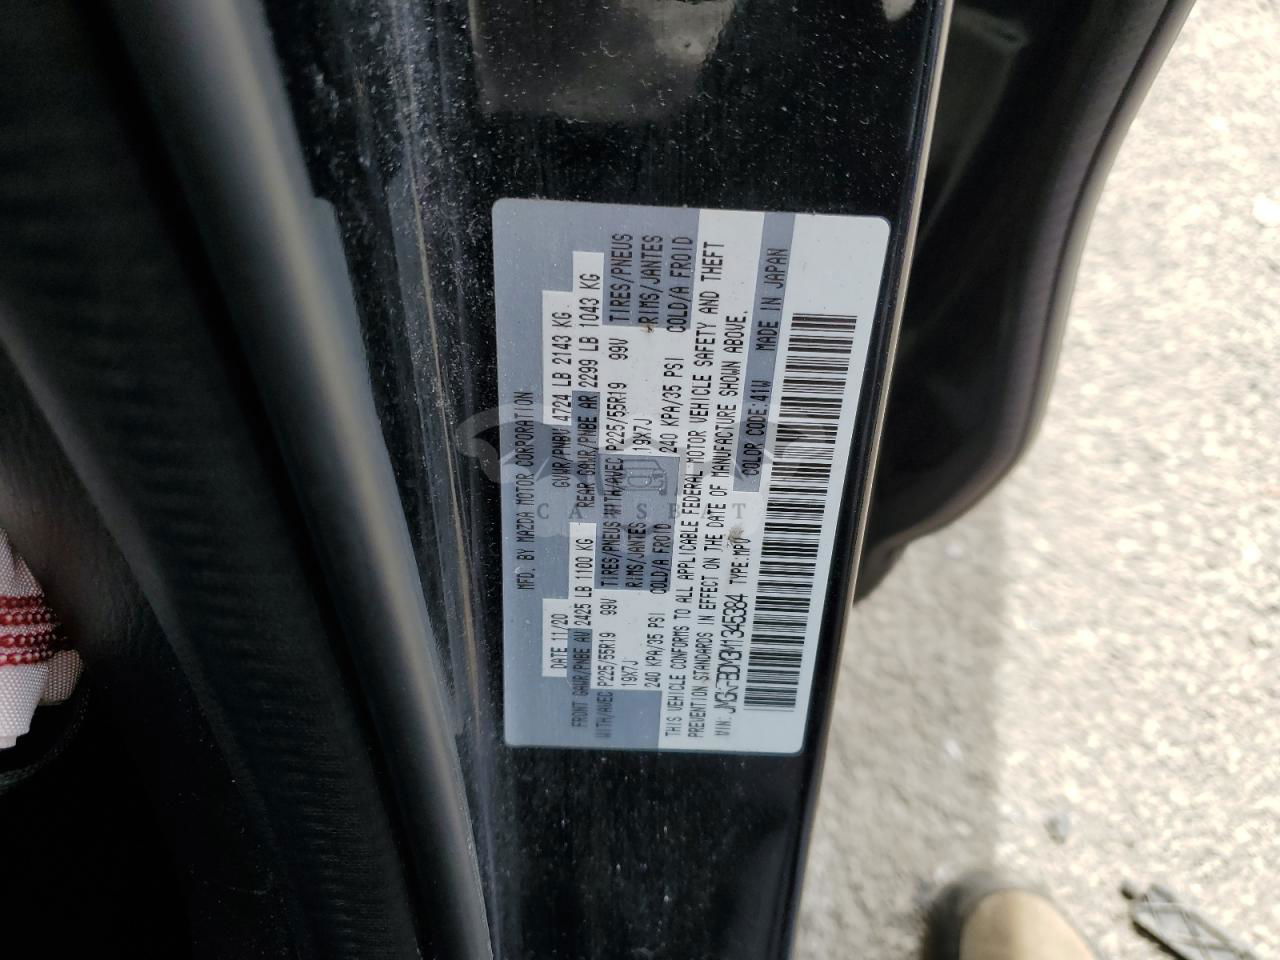 MFD. BY MAZDA MOTOR CORPORATION
DATE 11/20 GVWR/PNBV 4724 LB 2143 KG
FRONT GAWR/PNBE AV 2425 LB 1100 KG REAR GAWR/PNBE AR 2299 LB 1043 KG
WITH/AVEC P225/55R19 99V TIRES/PNEUS WITH/AVEC P225/55R19 99V TIRES/PNEUS
19X7J RIMS/JANTES 19X7J RIMS/JANTES
240 KPA/35 PSI COLD/A FROID 240 KPA/35 PSI COLD/A FROID
THIS VEHICLE CONFORMS TO ALL APPLICABLE FEDERAL MOTOR VEHICLE SAFETY AND THEFT
PREVENTION STANDARDS IN EFFECT ON THE DATE OF MANUFACTURE SHOWN ABOVE.
VIN: JM3KFBDM3M1345384 TYPE:MPV
COLOR CODE:41W MADE IN JAPAN
CARSBAT